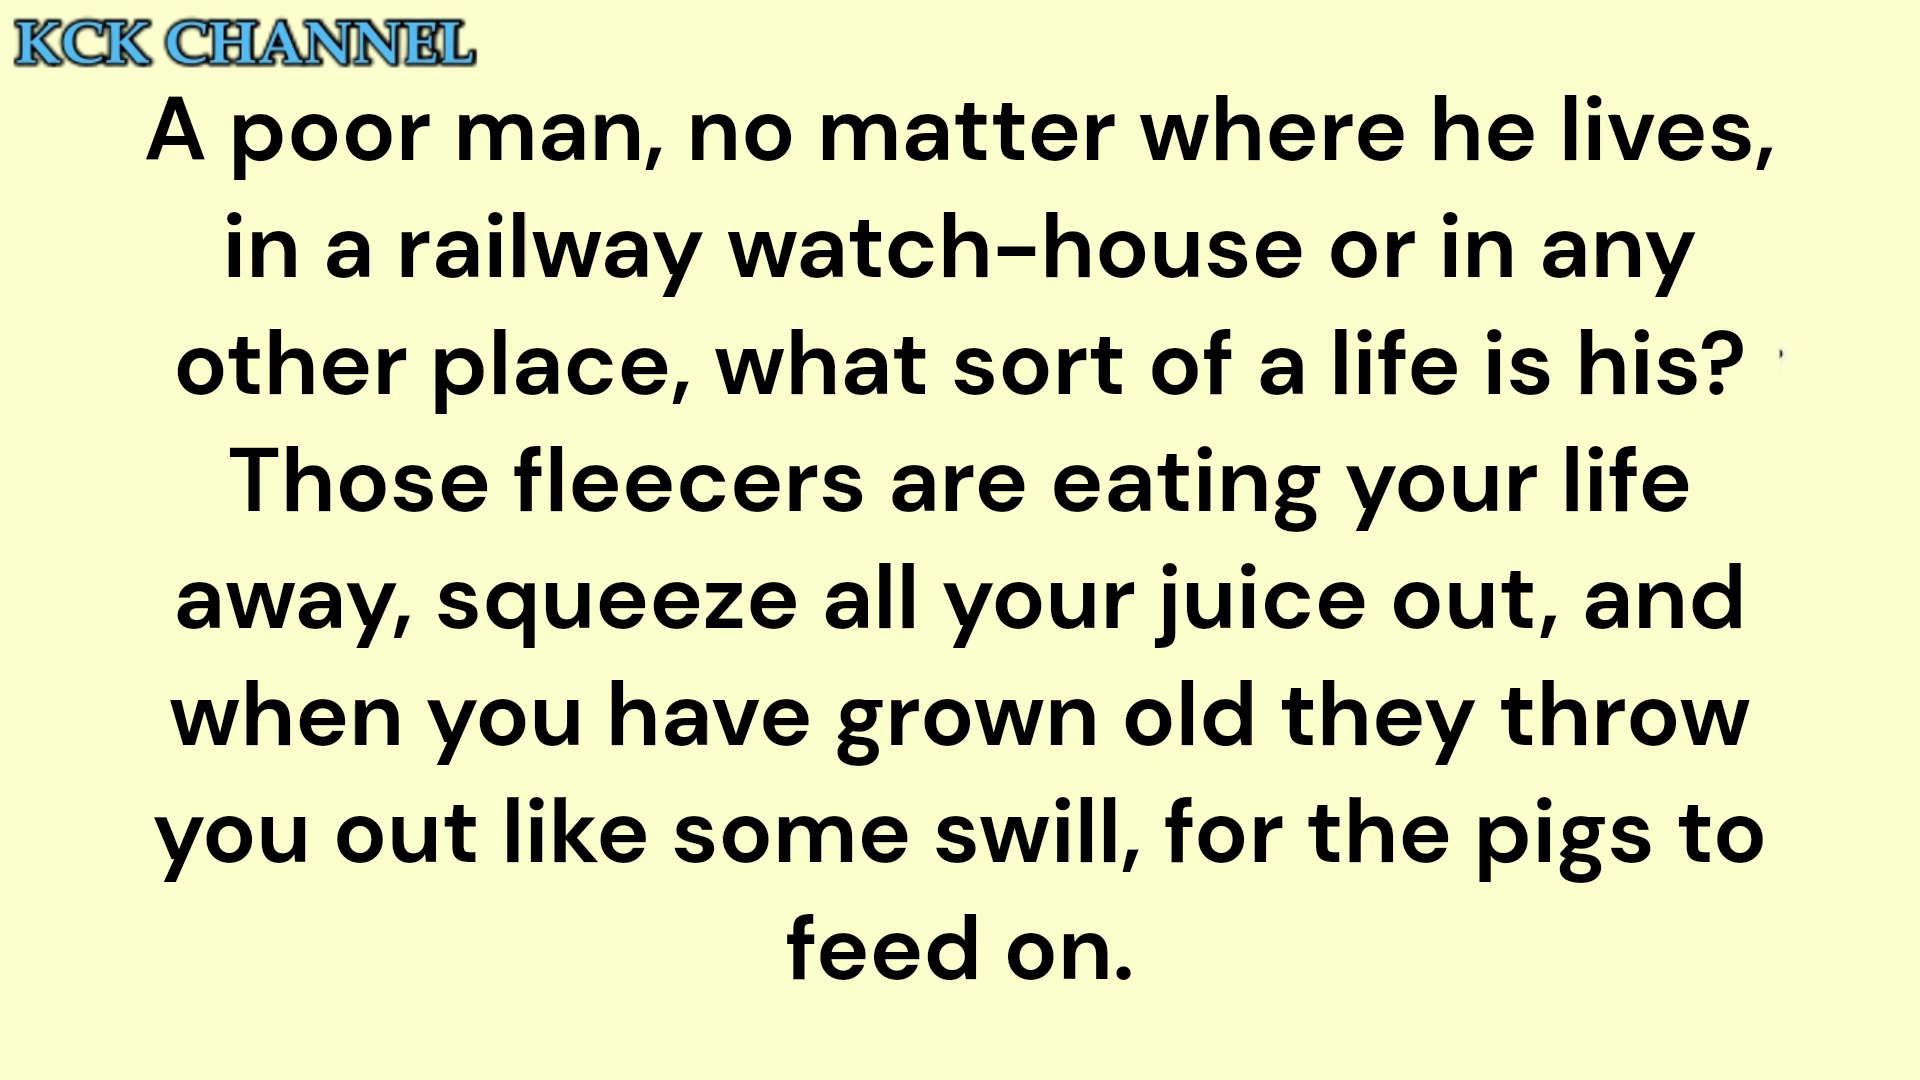 KCK CHANNEL
A poor man, no matter where he lives,
in a railway watch-house or in any
other place, what sort of a life is his?
Those fleecers are eating your life
away, squeeze all your juice out, and
when you have grown old they throw
you out like some swill, for the pigs to
feed on.